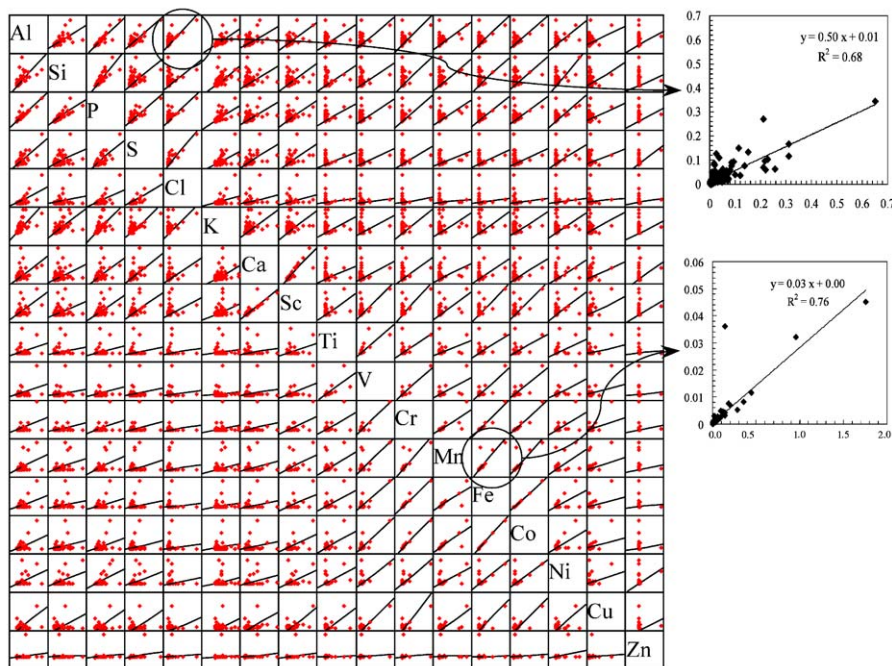 Al
Si
P
S
Cl
K
Ca
Sc
Ti
V
Cr
Mn
Fe
Co
Ni
Cu
Zn
0.7
0.6
0.5
0.4
0.3
0.2
0.1
0
y = 0.50 x + 0.01
R² = 0.68
0 0.1 0.2 0.3 0.4 0.5 0.6 0.7
0.06
0.05
0.04
0.03
0.02
0.01
0
y = 0.03 x + 0.00
R² = 0.76
0.0 0.5 1.0 1.5 2.0